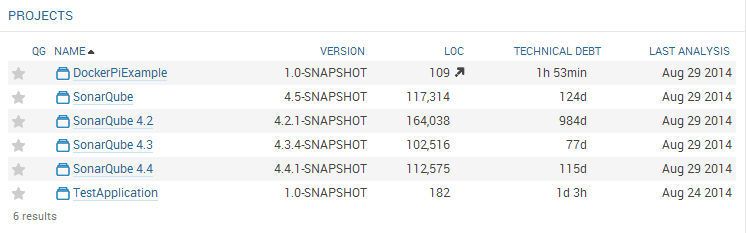 PROJECTS
QG NAME VERSION LOC TECHNICAL DEBT LAST ANALYSIS
DockerPiExample 1.0-SNAPSHOT 109 1h 53min Aug 29 2014
SonarQube 4.5-SNAPSHOT 117,314 124d Aug 29 2014
SonarQube 4.2 4.2.1-SNAPSHOT 164,038 984d Aug 29 2014
SonarQube 4.3 4.3.4-SNAPSHOT 102,516 77d Aug 29 2014
SonarQube 4.4 4.4.1-SNAPSHOT 112,575 115d Aug 29 2014
TestApplication 1.0-SNAPSHOT 182 1d 3h Aug 24 2014
6 results